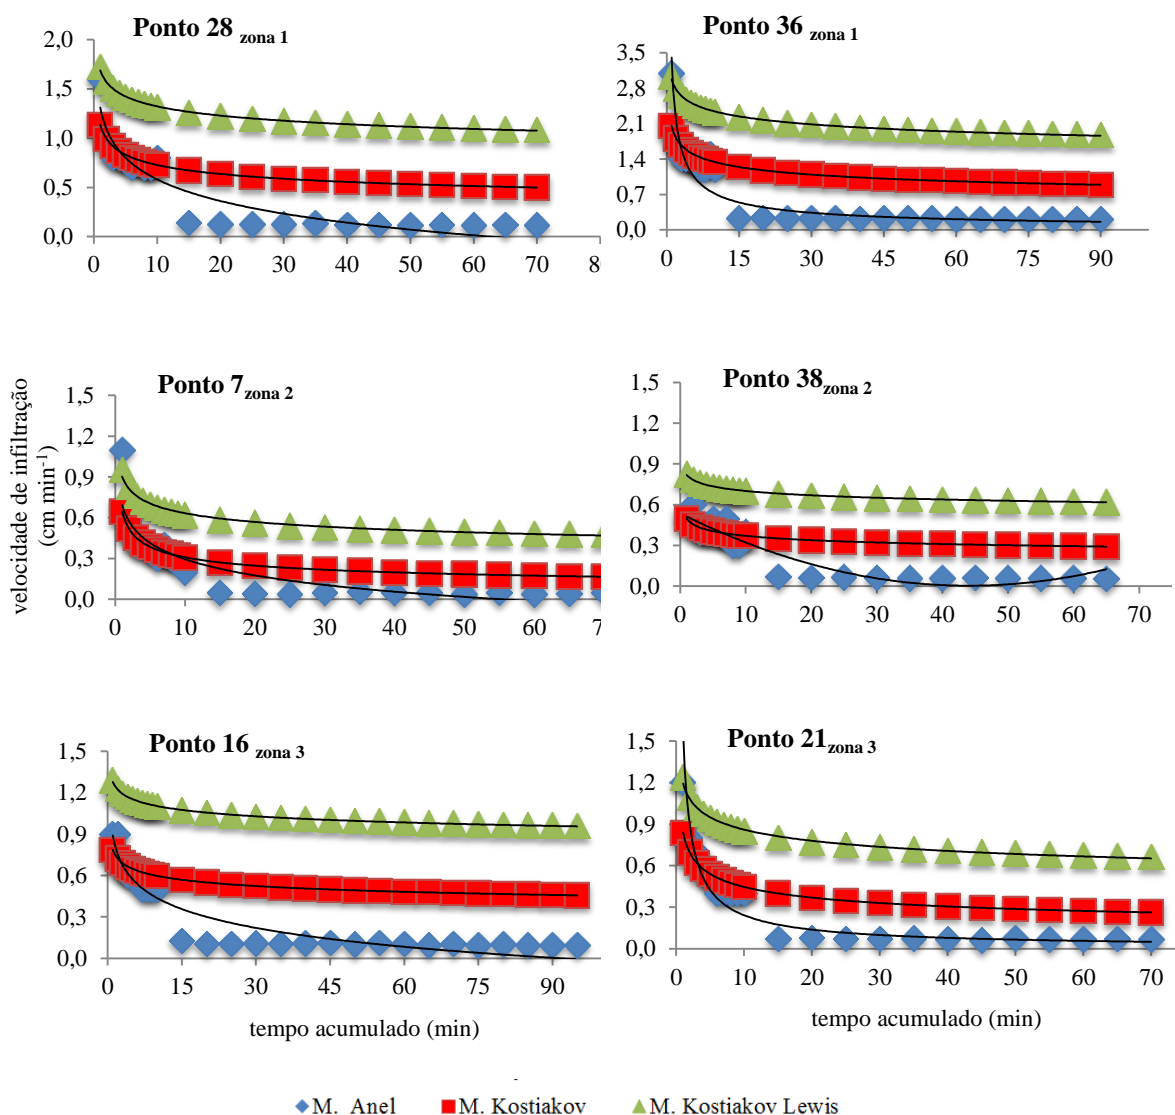 Ponto 28 zona 1
2,0
1,5
1,0
0,5
0,0
0 10 20 30 40 50 60 70 8
Ponto 36 zona 1
3,5
2,8
2,1
1,4
0,7
0,0
0 15 30 45 60 75 90
velocidade de infiltração
(cm min-1)
Ponto 7 zona 2
1,5
1,2
0,9
0,6
0,3
0,0
0 10 20 30 40 50 60 7
Ponto 38 zona 2
1,5
1,2
0,9
0,6
0,3
0,0
0 10 20 30 40 50 60 70
Ponto 16 zona 3
1,5
1,2
0,9
0,6
0,3
0,0
0 15 30 45 60 75 90
tempo acumulado (min)
Ponto 21 zona 3
1,5
1,2
0,9
0,6
0,3
0,0
0 10 20 30 40 50 60 70
tempo acumulado (min)
M. Anel M. Kostiakov M. Kostiakov Lewis